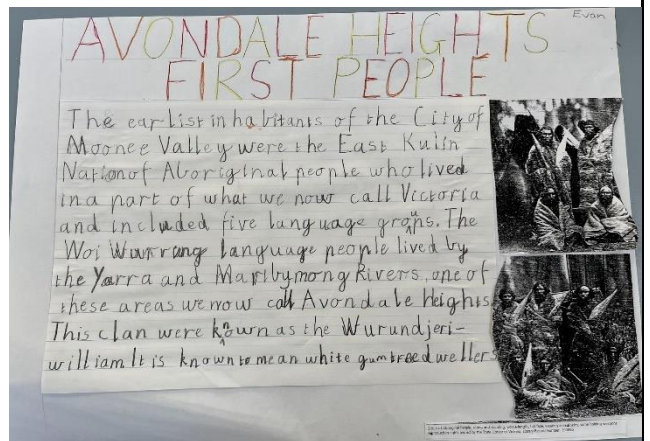 Evan
AVONDALE HEIGHTS
FIRST PEOPLE
The earlist inhabitants of the City of
Moonee Valley were the East Kulin
Nation of Aboriginal people who lived
in a part of what we now call Victoria
and included five language groups. The
Woi Wurrung language people lived by
the Yarra and Maribyrnong Rivers, one of
these areas we now call Avondale Heights
This clan were known as the Wurundjeri-
william It is known to mean white gum tree dwellers